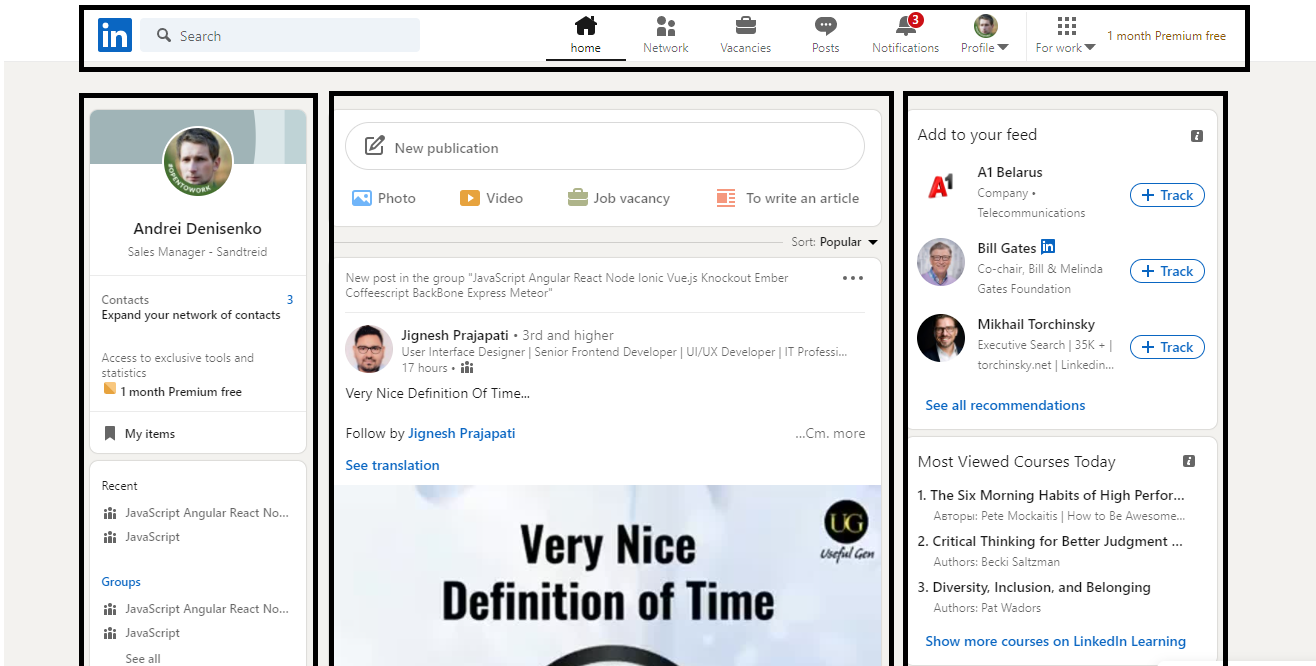 in
Search
home
Network
Vacancies
Posts
3
Notifications
Profile
For work
1 month Premium free
#OPENTOWORK
Andrei Denisenko
Sales Manager - Sandtreid
Contacts 3
Expand your network of contacts
Access to exclusive tools and
statistics
1 month Premium free
My items
Recent
JavaScript Angular React No...
JavaScript
Groups
JavaScript Angular React No...
JavaScript
See all
New publication
Photo
Video
Job vacancy
To write an article
Sort: Popular
New post in the group "JavaScript Angular React Node Ionic Vue.js Knockout Ember
Coffeescript BackBone Express Meteor"
Jignesh Prajapati • 3rd and higher
User Interface Designer | Senior Frontend Developer | UI/UX Developer | IT Professi...
17 hours •
Very Nice Definition Of Time...
Follow by Jignesh Prajapati ...Cm. more
See translation
UG
Useful Gen
Very Nice
Definition of Time
Add to your feed
A1
A1 Belarus
Company •
Telecommunications
+ Track
Bill Gates in
Co-chair, Bill & Melinda
Gates Foundation
+ Track
Mikhail Torchinsky
Executive Search | 35K + |
torchinsky.net | Linkedin...
+ Track
See all recommendations
Most Viewed Courses Today
1. The Six Morning Habits of High Perfor...
Авторы: Pete Mockaitis | How to Be Awesome...
2. Critical Thinking for Better Judgment ...
Authors: Becki Saltzman
3. Diversity, Inclusion, and Belonging
Authors: Pat Wadors
Show more courses on LinkedIn Learning